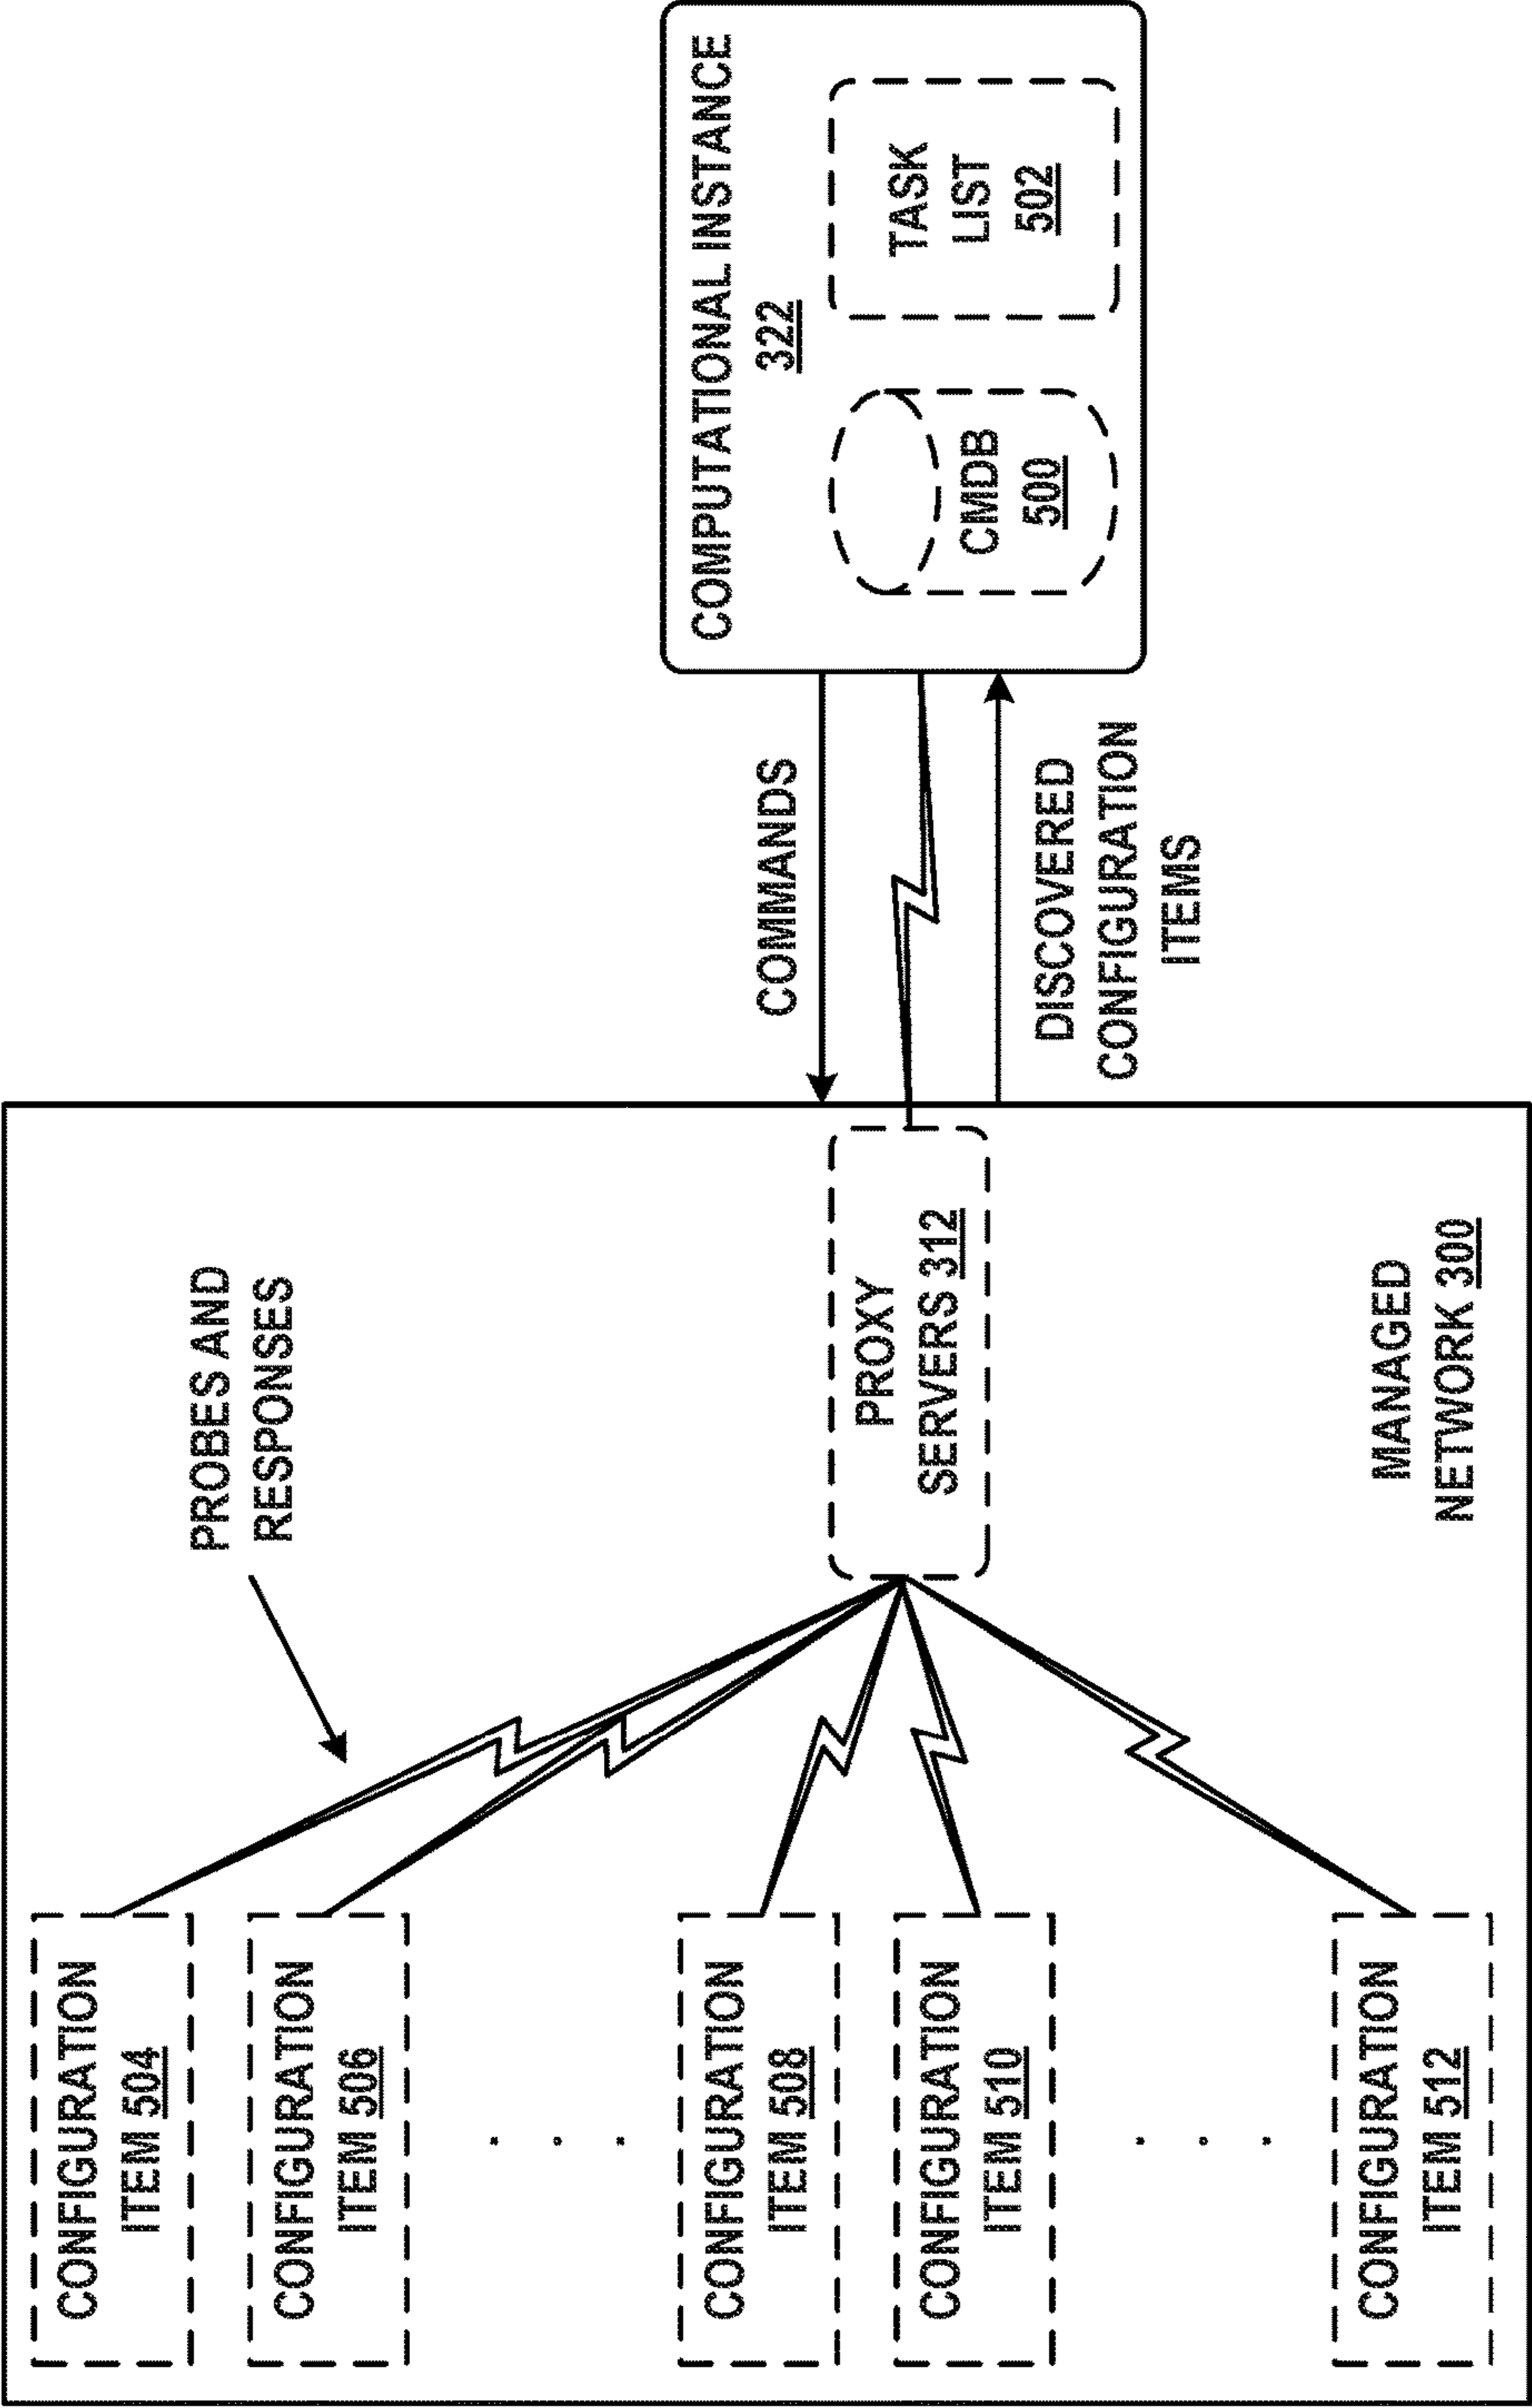 COMPUTATIONAL INSTANCE
322
CMDB
500
TASK
LIST
502
COMMANDS
DISCOVERED
CONFIGURATION
ITEMS
PROBES AND
RESPONSES
PROXY
SERVERS 312
MANAGED
NETWORK 300
CONFIGURATION
ITEM 504
CONFIGURATION
ITEM 506
CONFIGURATION
ITEM 508
CONFIGURATION
ITEM 510
CONFIGURATION
ITEM 512